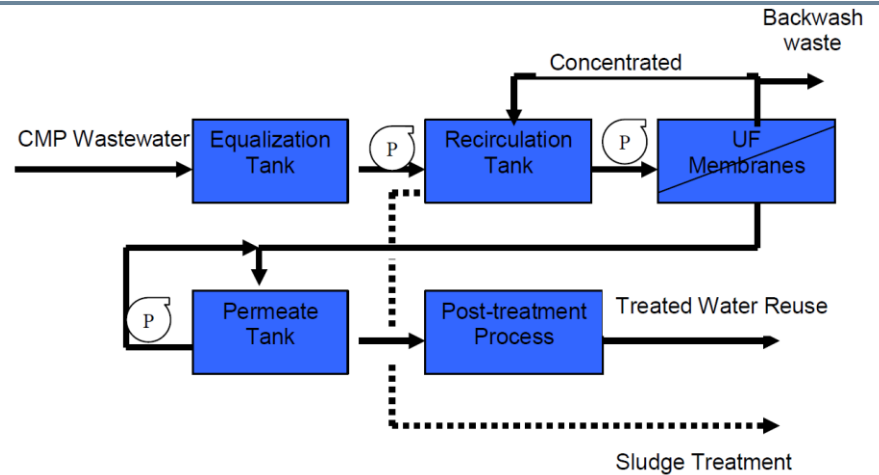 Backwash
waste
Concentrated
CMP Wastewater
Equalization
Tank
P
Recirculation
Tank
P
UF
Membranes
P
Permeate
Tank
Post-treatment
Process
Treated Water Reuse
Sludge Treatment